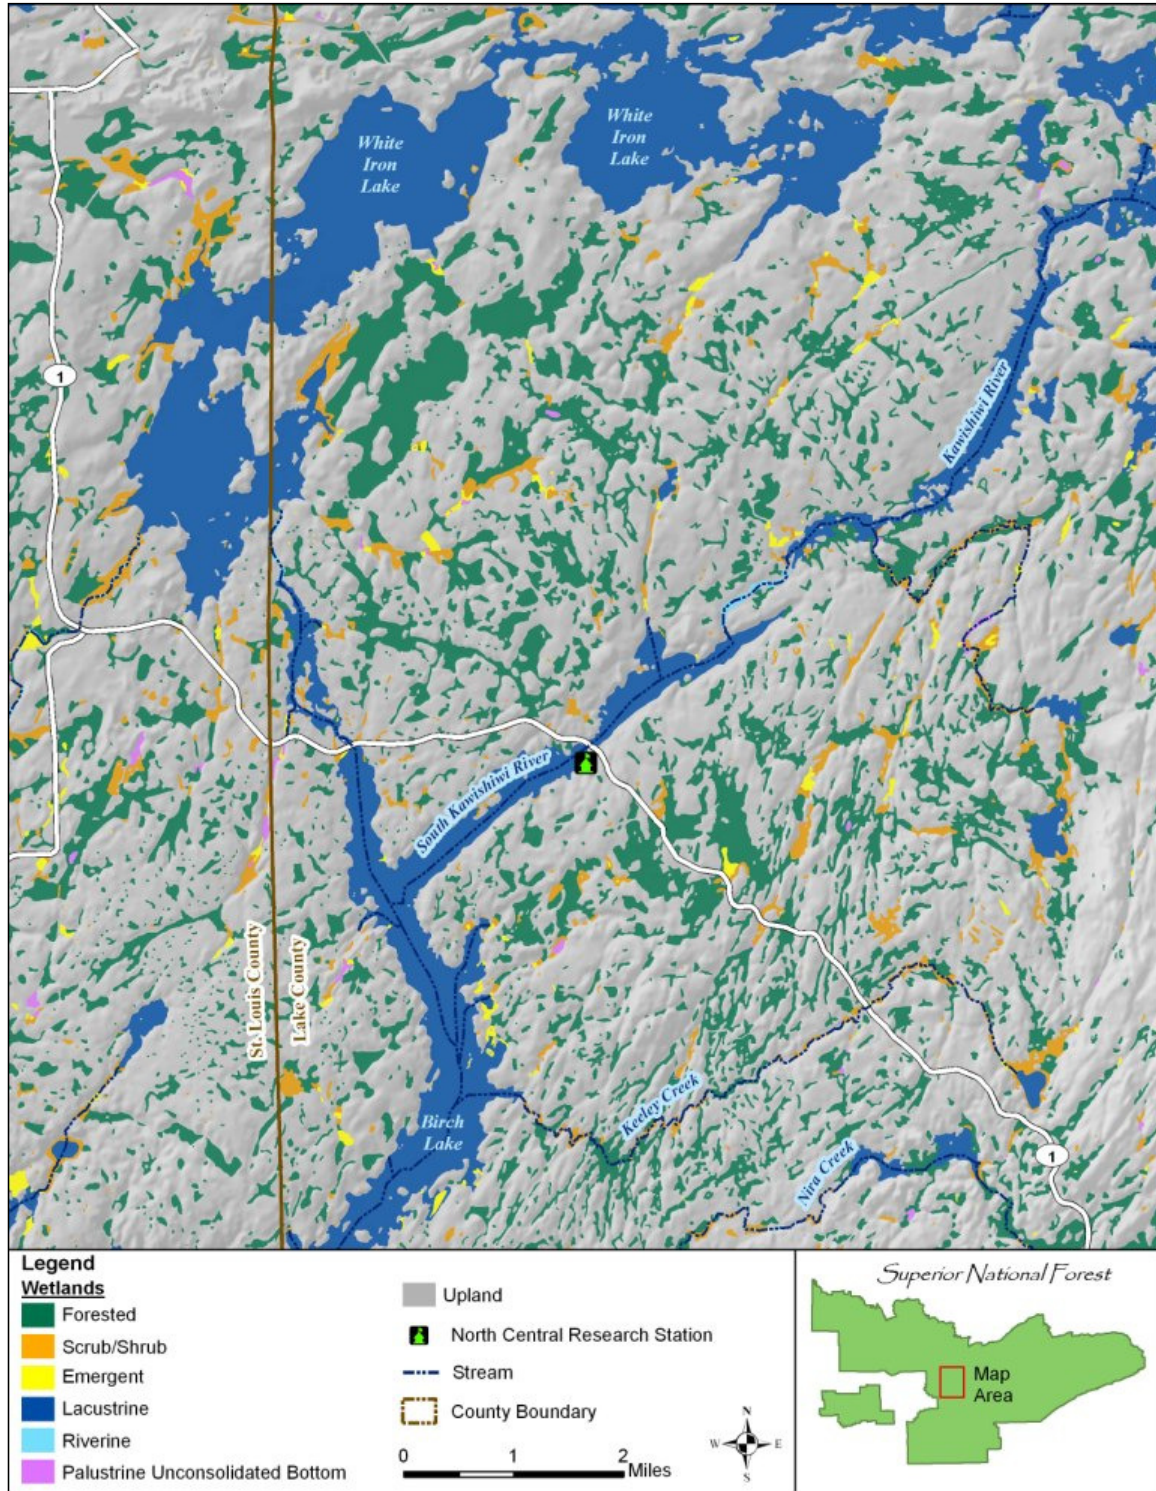 White
Iron
Lake
White
Iron
Lake
1
Kawishiwi River
South Kawishiwi River
St. Louis County
Lake County
Keeley Creek
Birch
Lake
Nira Creek
1
Legend
Wetlands
Forested
Scrub/Shrub
Emergent
Lacustrine
Riverine
Palustrine Unconsolidated Bottom
Upland
North Central Research Station
Stream
County Boundary
0 1 2
Miles
N
W E
S
Superior National Forest
Map
Area